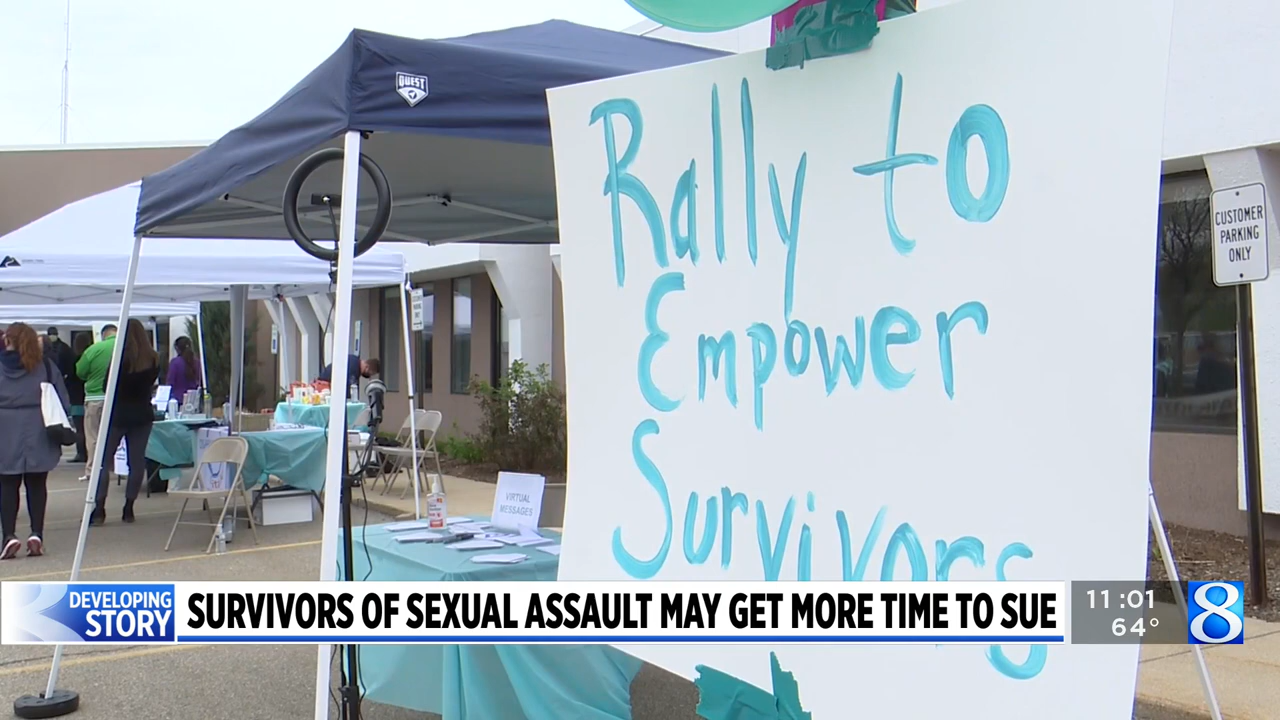 QUEST
Rally to
Empower
Survivors
CUSTOMER
PARKING
ONLY
VIRTUAL
MESSAGES
DEVELOPING
STORY
SURVIVORS OF SEXUAL ASSAULT MAY GET MORE TIME TO SUE
11:01
64°
8